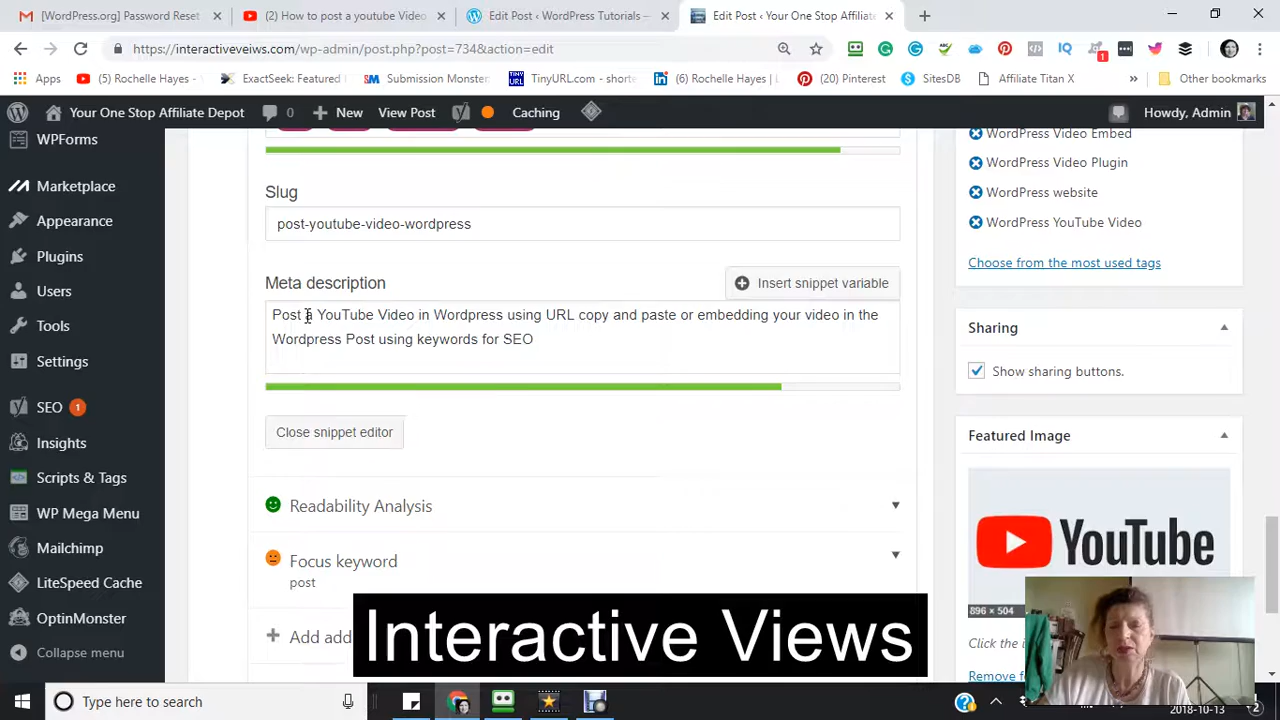 [WordPress.org] Password Reset
(2) How to post a youtube Video
Edit Post ‹ WordPress Tutorials —
Edit Post ‹ Your One Stop Affiliate
https://interactiveveiws.com/wp-admin/post.php?post=734&action=edit
Apps
(5) Rochelle Hayes -
ExactSeek: Featured
Submission Monster
TinyURL.com - shorte
(6) Rochelle Hayes |
(20) Pinterest
SitesDB
Affiliate Titan X
»
Other bookmarks
Your One Stop Affiliate Depot
0
New
View Post
Caching
Howdy, Admin
WPForms
Marketplace
Appearance
Plugins
Users
Tools
Settings
SEO 1
Insights
Scripts & Tags
WP Mega Menu
Mailchimp
LiteSpeed Cache
OptinMonster
Collapse menu
Slug
post-youtube-video-wordpress
Meta description
Insert snippet variable
Post a YouTube Video in Wordpress using URL copy and paste or embedding your video in the
Wordpress Post using keywords for SEO
Close snippet editor
Readability Analysis
Focus keyword
post
Add add
Interactive Views
WordPress Video Embed
WordPress Video Plugin
WordPress website
WordPress YouTube Video
Choose from the most used tags
Sharing
Show sharing buttons.
Featured Image
YouTube
896 × 504
Click the i
Remove f
Type here to search
2018-10-13
2